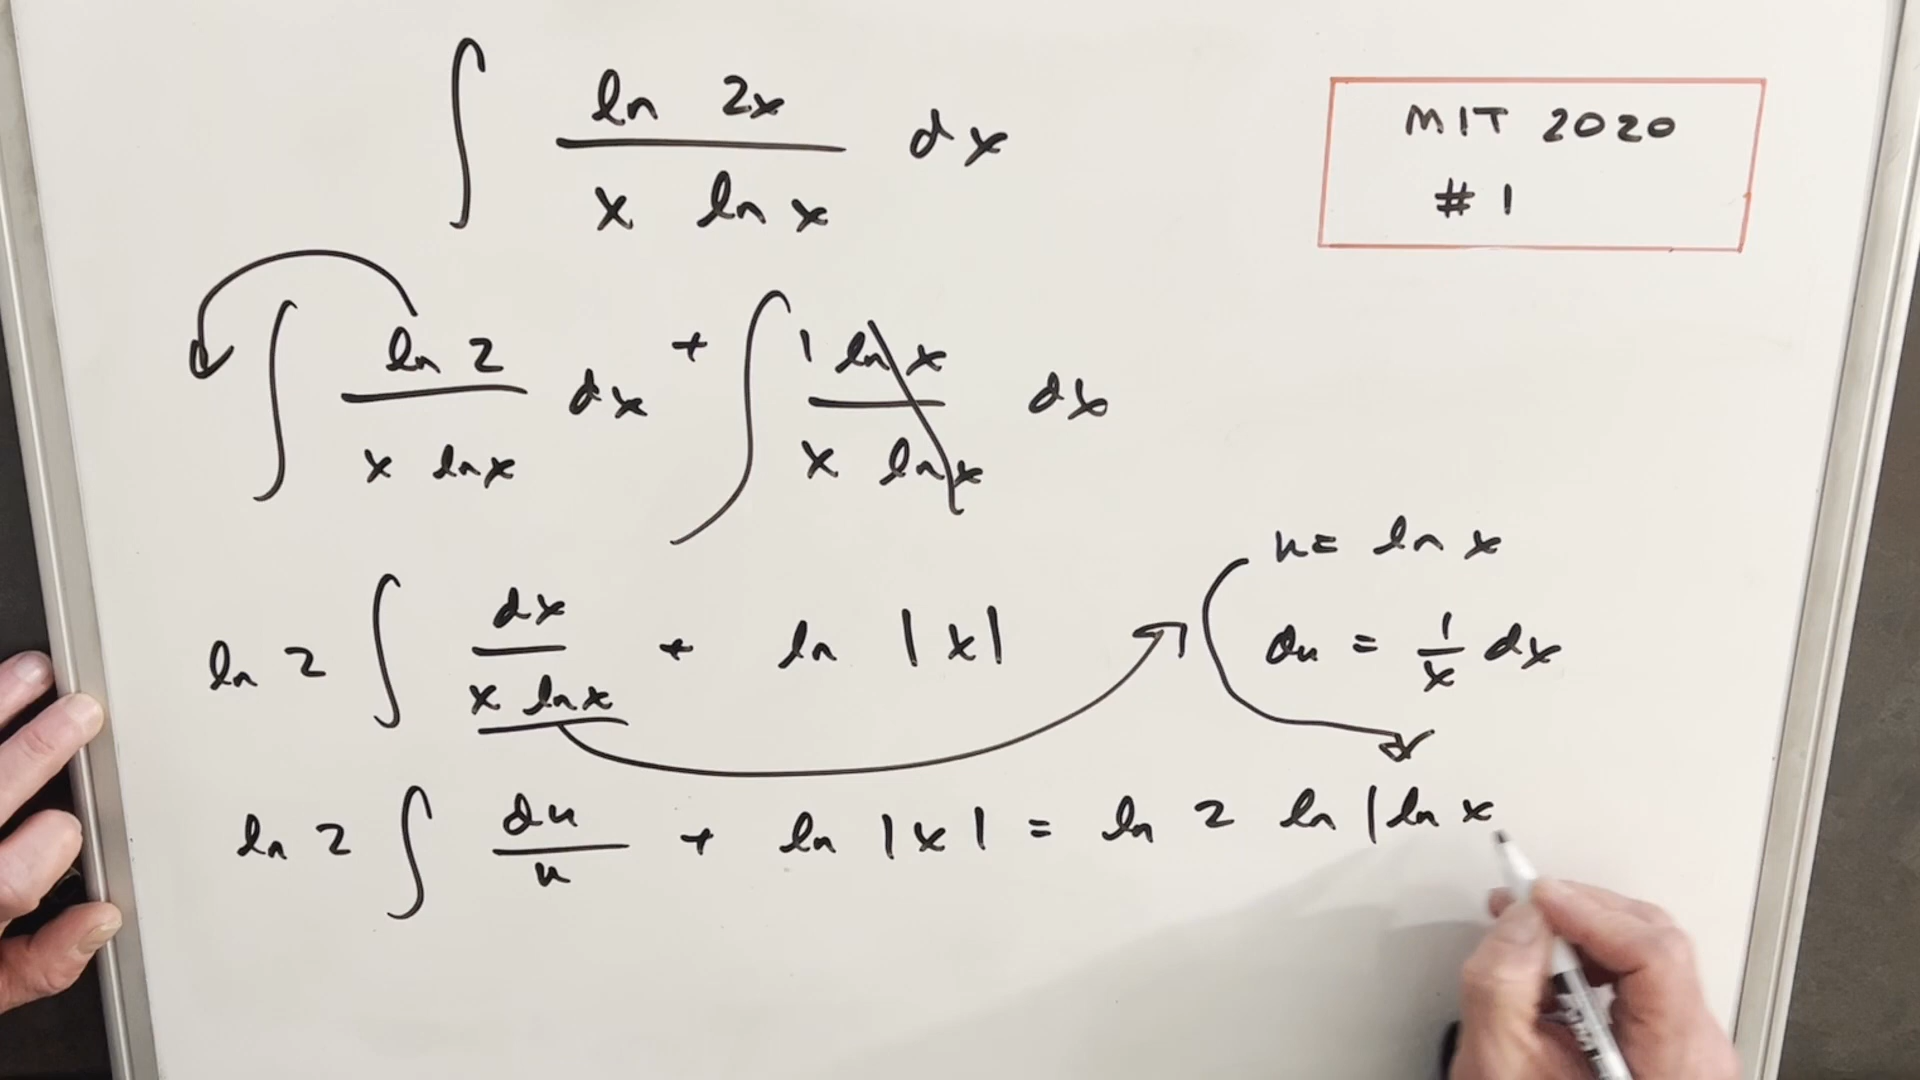 ∫ ln 2x / x ln x dx
MIT 2020
# 1
∫ ln 2 / x ln x dx + ∫ 1 ln x / x ln x dx
u = ln x
du = 1/x dx
ln 2 ∫ dx / x ln x + ln |x|
ln 2 ∫ du / u + ln |x| = ln 2 ln |ln x